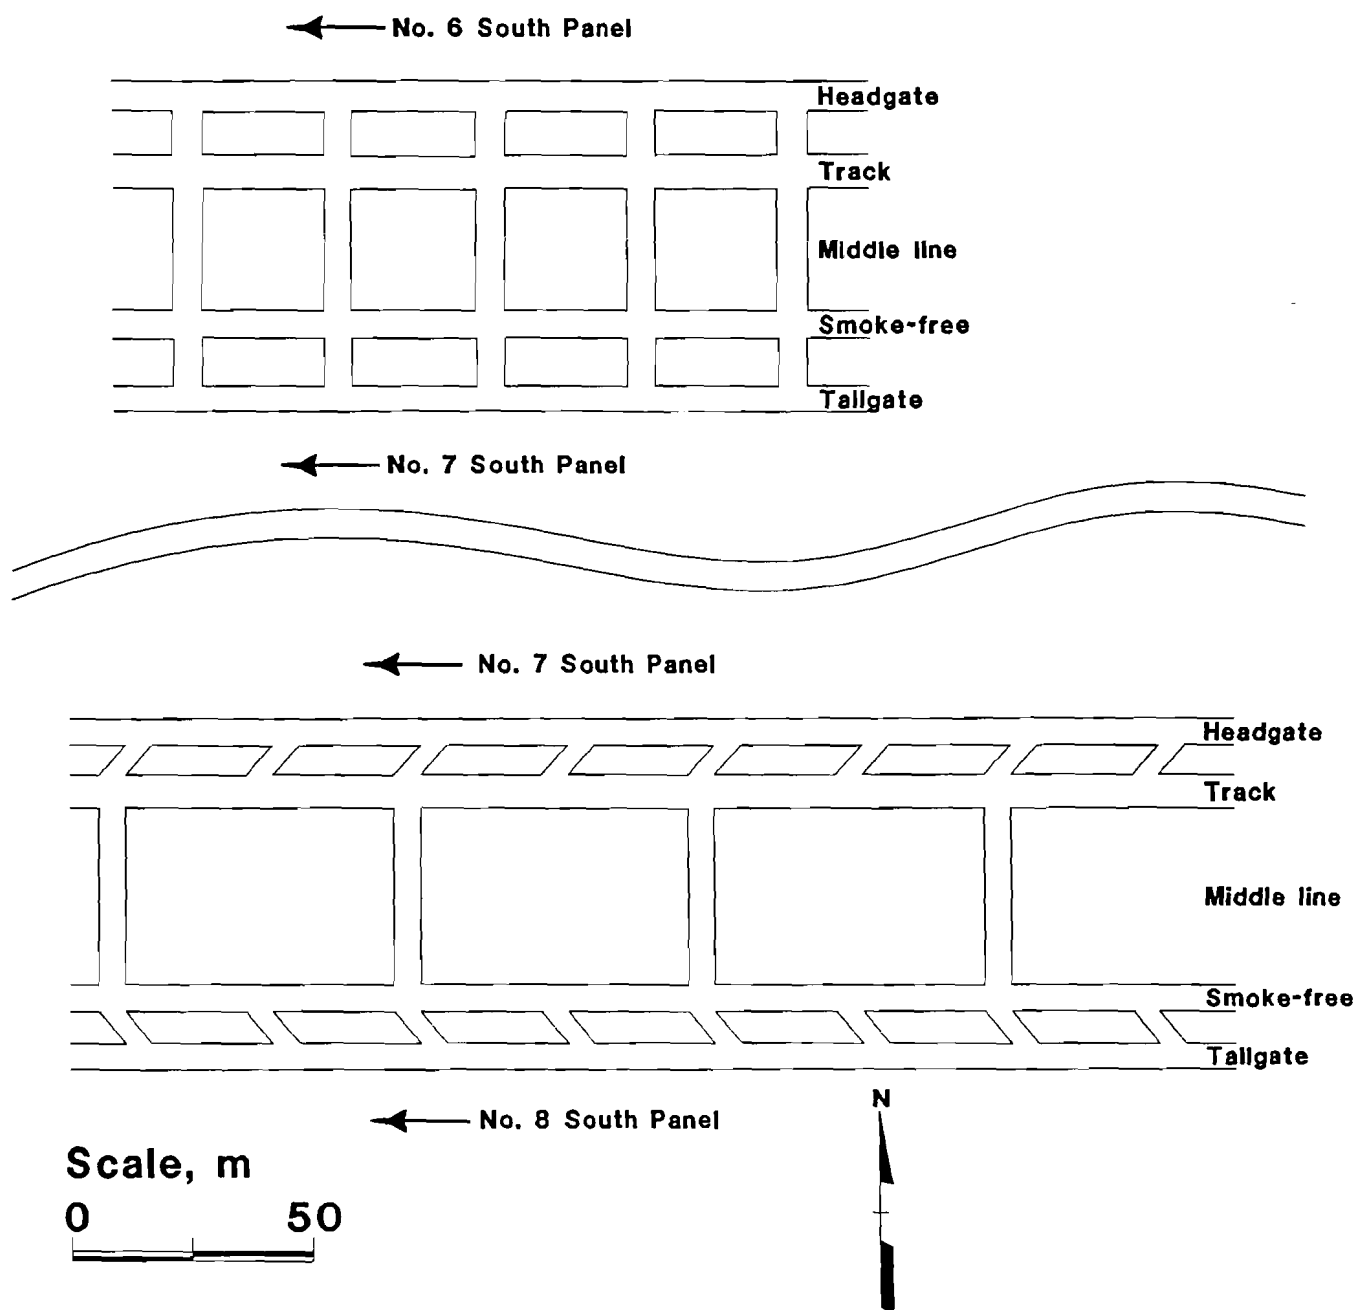 No. 6 South Panel
Headgate
Track
Middle line
Smoke-free
Tailgate
No. 7 South Panel
No. 7 South Panel
Headgate
Track
Middle line
Smoke-free
Tailgate
No. 8 South Panel
N
Scale, m
0 50